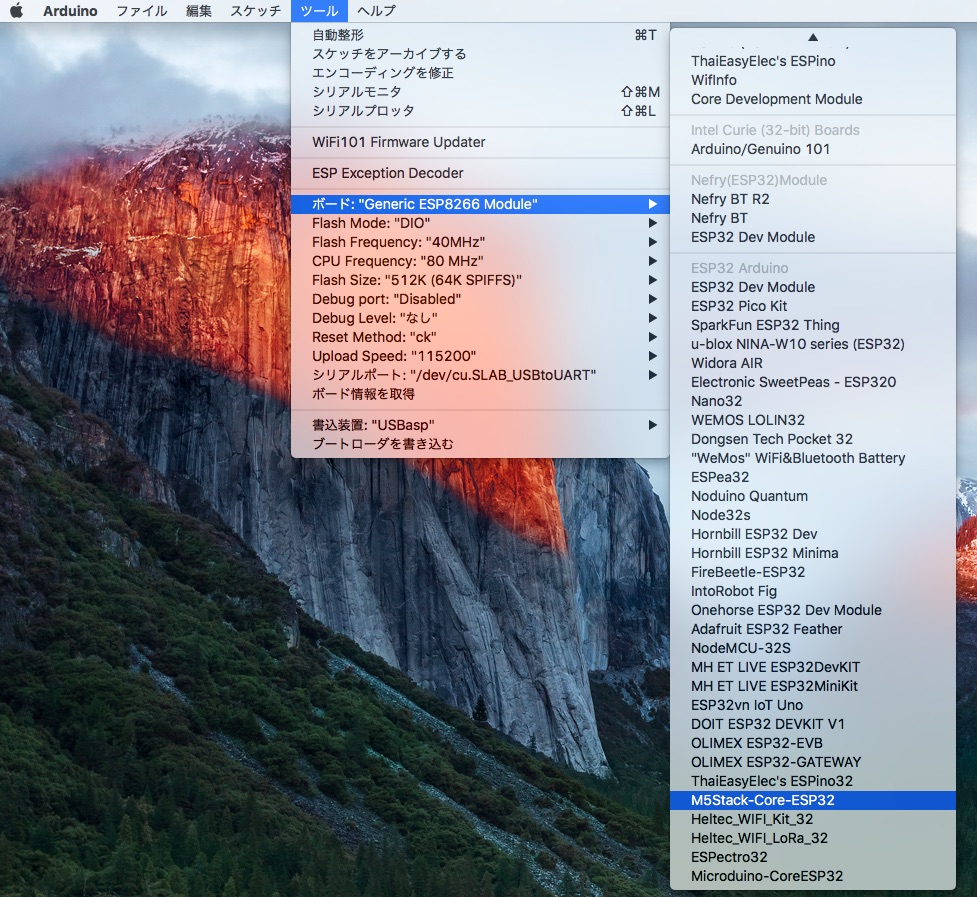 Arduino ファイル 編集 スケッチ ツール ヘルプ
自動整形 ⌘T
スケッチをアーカイブする
エンコーディングを修正
シリアルモニタ ⇧⌘M
シリアルプロッタ ⇧⌘L
WiFi101 Firmware Updater
ESP Exception Decoder
ボード: "Generic ESP8266 Module"
Flash Mode: "DIO"
Flash Frequency: "40MHz"
CPU Frequency: "80 MHz"
Flash Size: "512K (64K SPIFFS)"
Debug port: "Disabled"
Debug Level: "なし"
Reset Method: "ck"
Upload Speed: "115200"
シリアルポート: "/dev/cu.SLAB_USBtoUART"
ボード情報を取得
書込装置: "USBasp"
ブートローダを書き込む
ThaiEasyElec's ESPino
WifInfo
Core Development Module
Intel Curie (32-bit) Boards
Arduino/Genuino 101
Nefry(ESP32)Module
Nefry BT R2
Nefry BT
ESP32 Dev Module
ESP32 Arduino
ESP32 Dev Module
ESP32 Pico Kit
SparkFun ESP32 Thing
u-blox NINA-W10 series (ESP32)
Widora AIR
Electronic SweetPeas - ESP320
Nano32
WEMOS LOLIN32
Dongsen Tech Pocket 32
"WeMos" WiFi&Bluetooth Battery
ESPea32
Noduino Quantum
Node32s
Hornbill ESP32 Dev
Hornbill ESP32 Minima
FireBeetle-ESP32
IntoRobot Fig
Onehorse ESP32 Dev Module
Adafruit ESP32 Feather
NodeMCU-32S
MH ET LIVE ESP32DevKIT
MH ET LIVE ESP32MiniKit
ESP32vn IoT Uno
DOIT ESP32 DEVKIT V1
OLIMEX ESP32-EVB
OLIMEX ESP32-GATEWAY
ThaiEasyElec's ESPino32
M5Stack-Core-ESP32
Heltec_WIFI_Kit_32
Heltec_WIFI_LoRa_32
ESPectro32
Microduino-CoreESP32